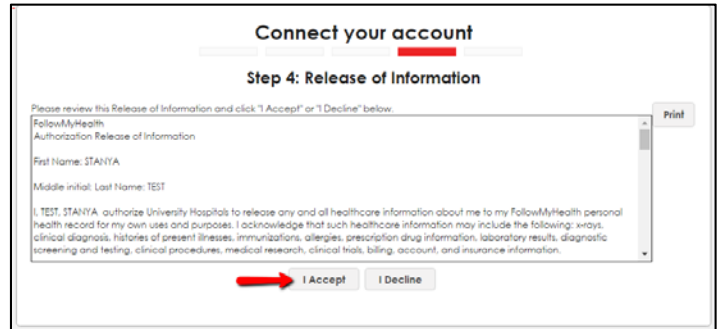 Connect your account
Step 4: Release of Information
Please review this Release of Information and click "I Accept" or "I Decline" below.
Print
FollowMyHealth
Authorization Release of Information
First Name: STANYA
Middle initial: Last Name: TEST
I, TEST, STANYA authorize University Hospitals to release any and all healthcare information about me to my FollowMyHealth personal
health record for my own uses and purposes. I acknowledge that such healthcare information may include the following: x-rays,
clinical diagnosis, histories of present illnesses, immunizations, allergies, prescription drug information, laboratory results, diagnostic
screening and testing, clinical procedures, medical research, clinical trials, billing, account, and insurance information.
I Accept
I Decline